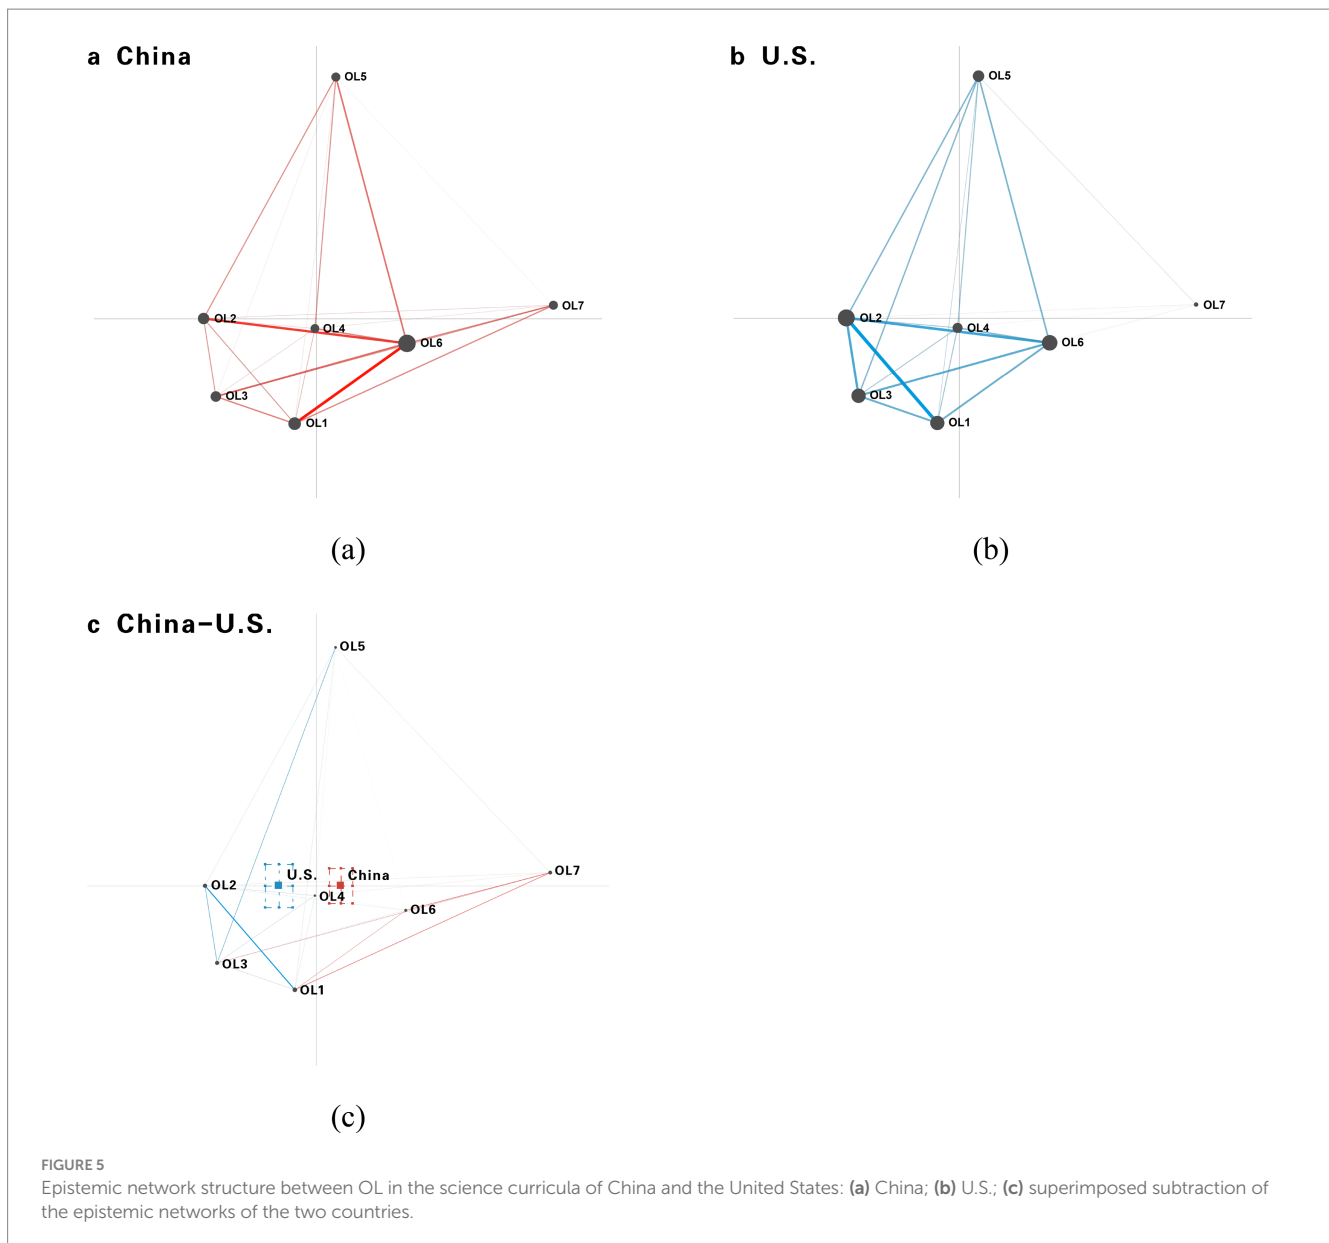 a China
OL5
OL2
OL4
OL7
OL6
OL3
OL1
(a)
b U.S.
OL5
OL7
OL2
OL4
OL6
OL3
OL1
(b)
c China–U.S.
OL5
U.S.
China
OL7
OL2
OL4
OL6
OL3
OL1
(c)
FIGURE 5
Epistemic network structure between OL in the science curricula of China and the United States: (a) China; (b) U.S.; (c) superimposed subtraction of
the epistemic networks of the two countries.